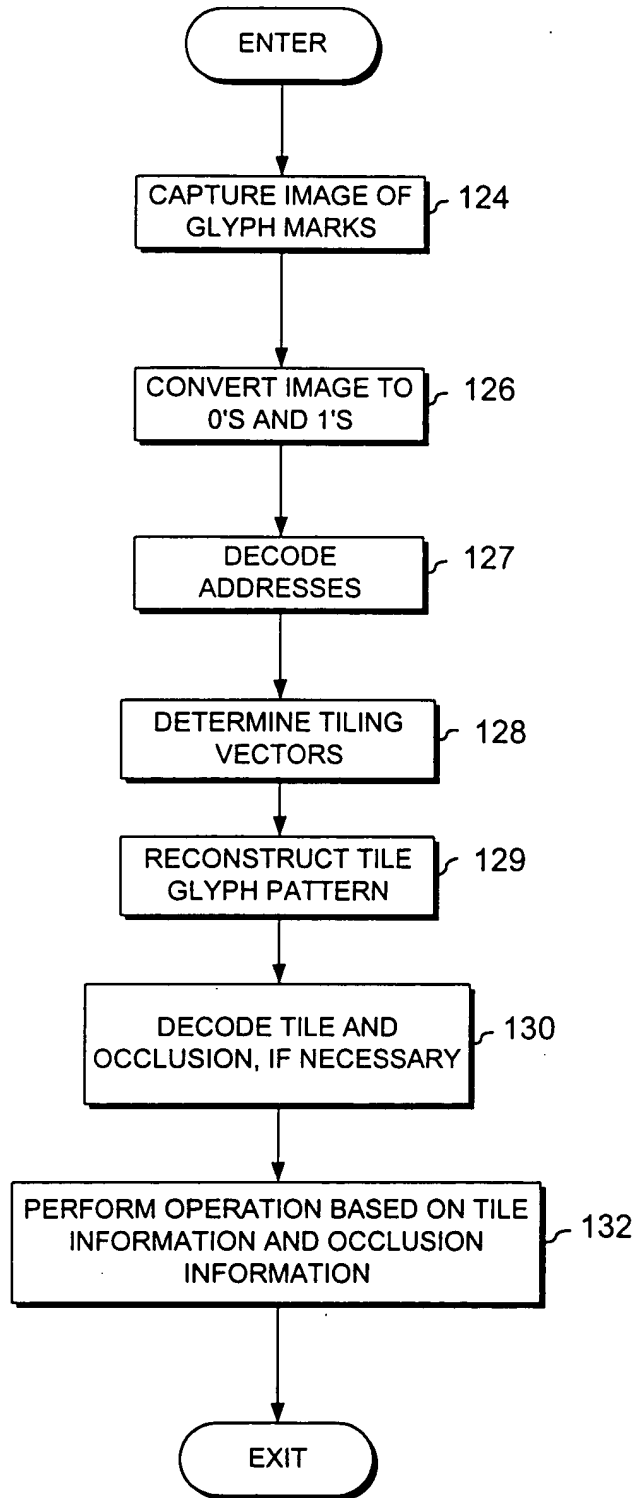 ENTER
CAPTURE IMAGE OF
GLYPH MARKS
124
CONVERT IMAGE TO
0'S AND 1'S
126
DECODE
ADDRESSES
127
DETERMINE TILING
VECTORS
128
RECONSTRUCT TILE
GLYPH PATTERN
129
DECODE TILE AND
OCCLUSION, IF NECESSARY
130
PERFORM OPERATION BASED ON TILE
INFORMATION AND OCCLUSION
INFORMATION
132
EXIT